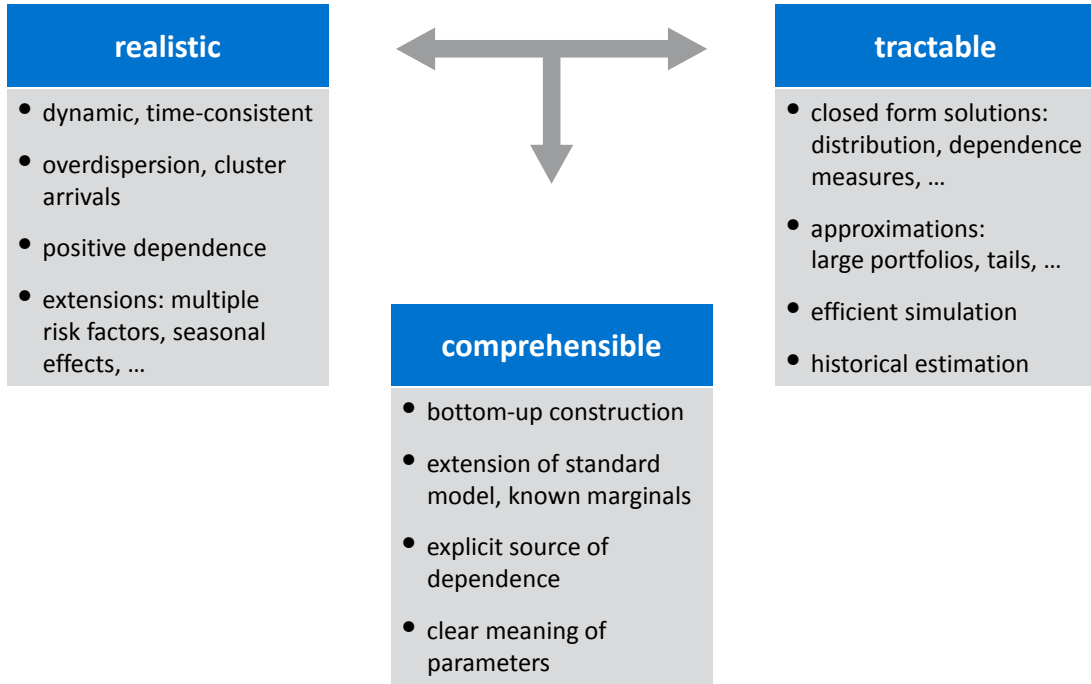 realistic
• dynamic, time-consistent
• overdispersion, cluster
arrivals
• positive dependence
• extensions: multiple
risk factors, seasonal
effects, ...
tractable
• closed form solutions:
distribution, dependence
measures, ...
• approximations:
large portfolios, tails, ...
• efficient simulation
• historical estimation
comprehensible
• bottom-up construction
• extension of standard
model, known marginals
• explicit source of
dependence
• clear meaning of
parameters